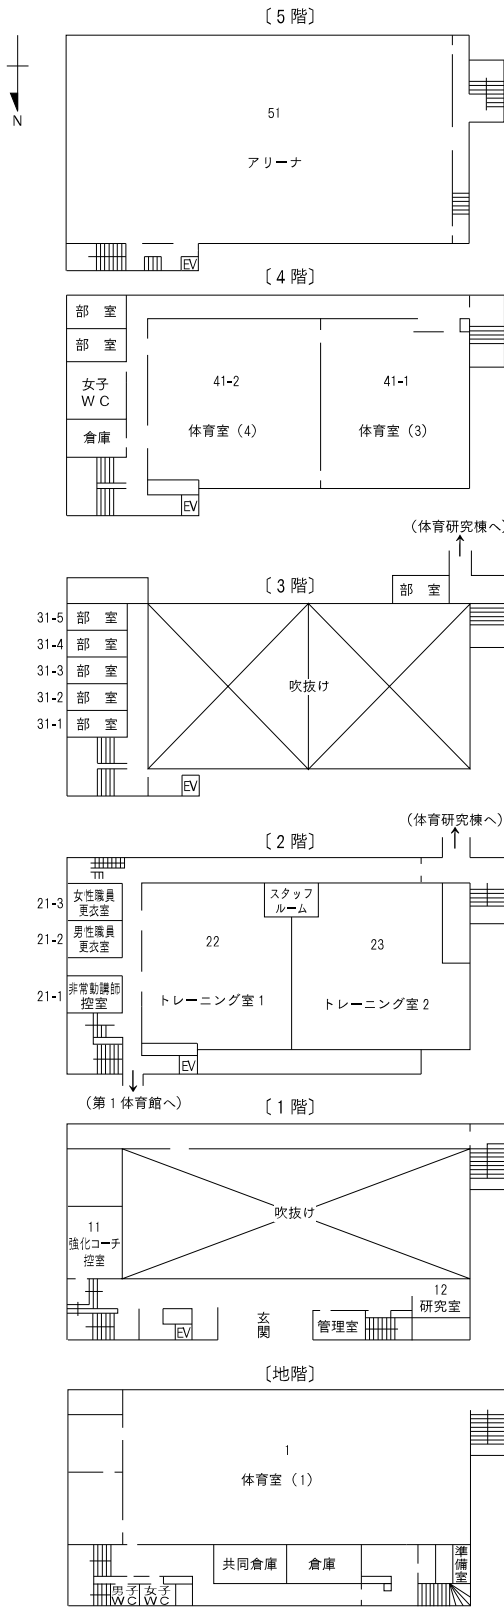 〔5階〕
N
51
アリーナ
EV
〔4階〕
部 室
部 室
女子
WC
倉庫
41-2
体育室(4)
41-1
体育室(3)
EV
(体育研究棟へ)
〔3階〕
部 室
31-5 部 室
31-4 部 室
31-3 部 室
31-2 部 室
31-1 部 室
吹抜け
EV
(体育研究棟へ)
〔2階〕
21-3 女性職員
更衣室
21-2 男性職員
更衣室
21-1 非常勤講師
控室
スタッフ
ルーム
22
トレーニング室1
23
トレーニング室2
EV
(第1体育館へ)
〔1階〕
吹抜け
11
強化コーチ
控室
12
研究室
玄関
管理室
EV
〔地階〕
1
体育室(1)
共同倉庫
倉庫
準備室
男子
WC
女子
WC